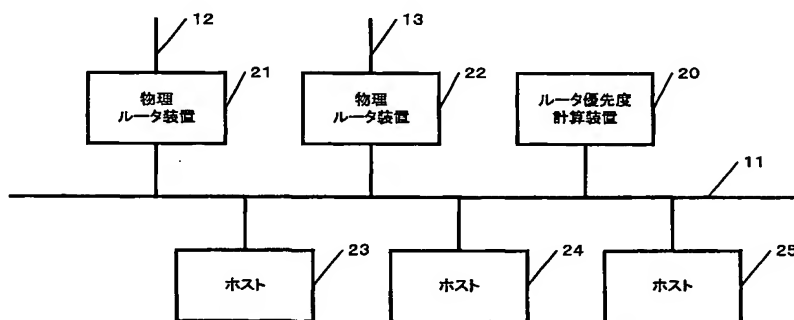 12
13
21
22
20
物理
ルータ装置
物理
ルータ装置
ルータ優先度
計算装置
11
23
24
25
ホスト
ホスト
ホスト